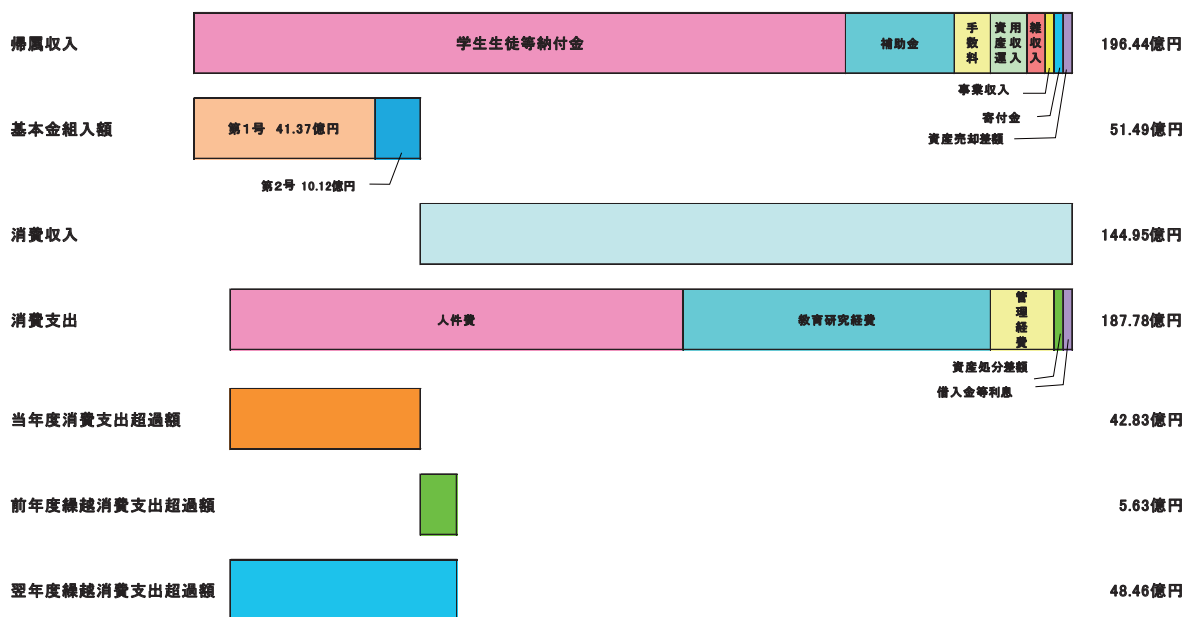 帰属収入
学生生徒等納付金
補助金
手数料
資産運用収入
雑収入
196.44億円
事業収入
寄付金
資産売却差額
基本金組入額
第1号 41.37億円
51.49億円
第2号 10.12億円
消費収入
144.95億円
消費支出
人件費
教育研究経費
管理経費
187.78億円
資産処分差額
借入金等利息
当年度消費支出超過額
42.83億円
前年度繰越消費支出超過額
5.63億円
翌年度繰越消費支出超過額
48.46億円